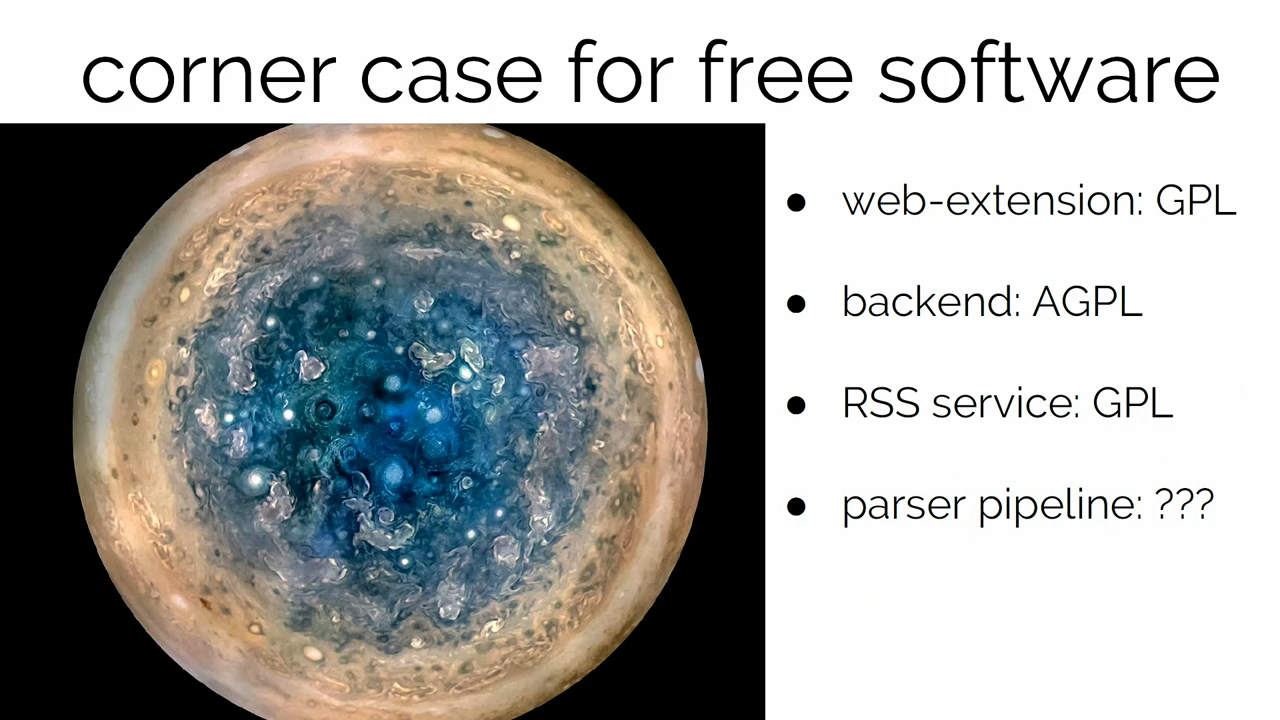 corner case for free software
● web-extension: GPL
● backend: AGPL
● RSS service: GPL
● parser pipeline: ???